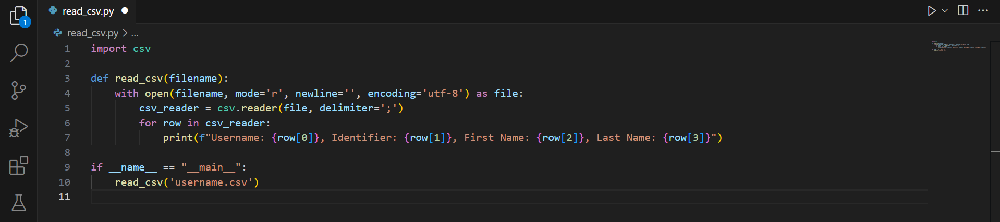 read_csv.py
1
read_csv.py > ...
1 import csv
2
3 def read_csv(filename):
4     with open(filename, mode='r', newline='', encoding='utf-8') as file:
5         csv_reader = csv.reader(file, delimiter=';')
6         for row in csv_reader:
7             print(f"Username: {row[0]}, Identifier: {row[1]}, First Name: {row[2]}, Last Name: {row[3]}")
8
9 if __name__ == "__main__":
10     read_csv('username.csv')
11